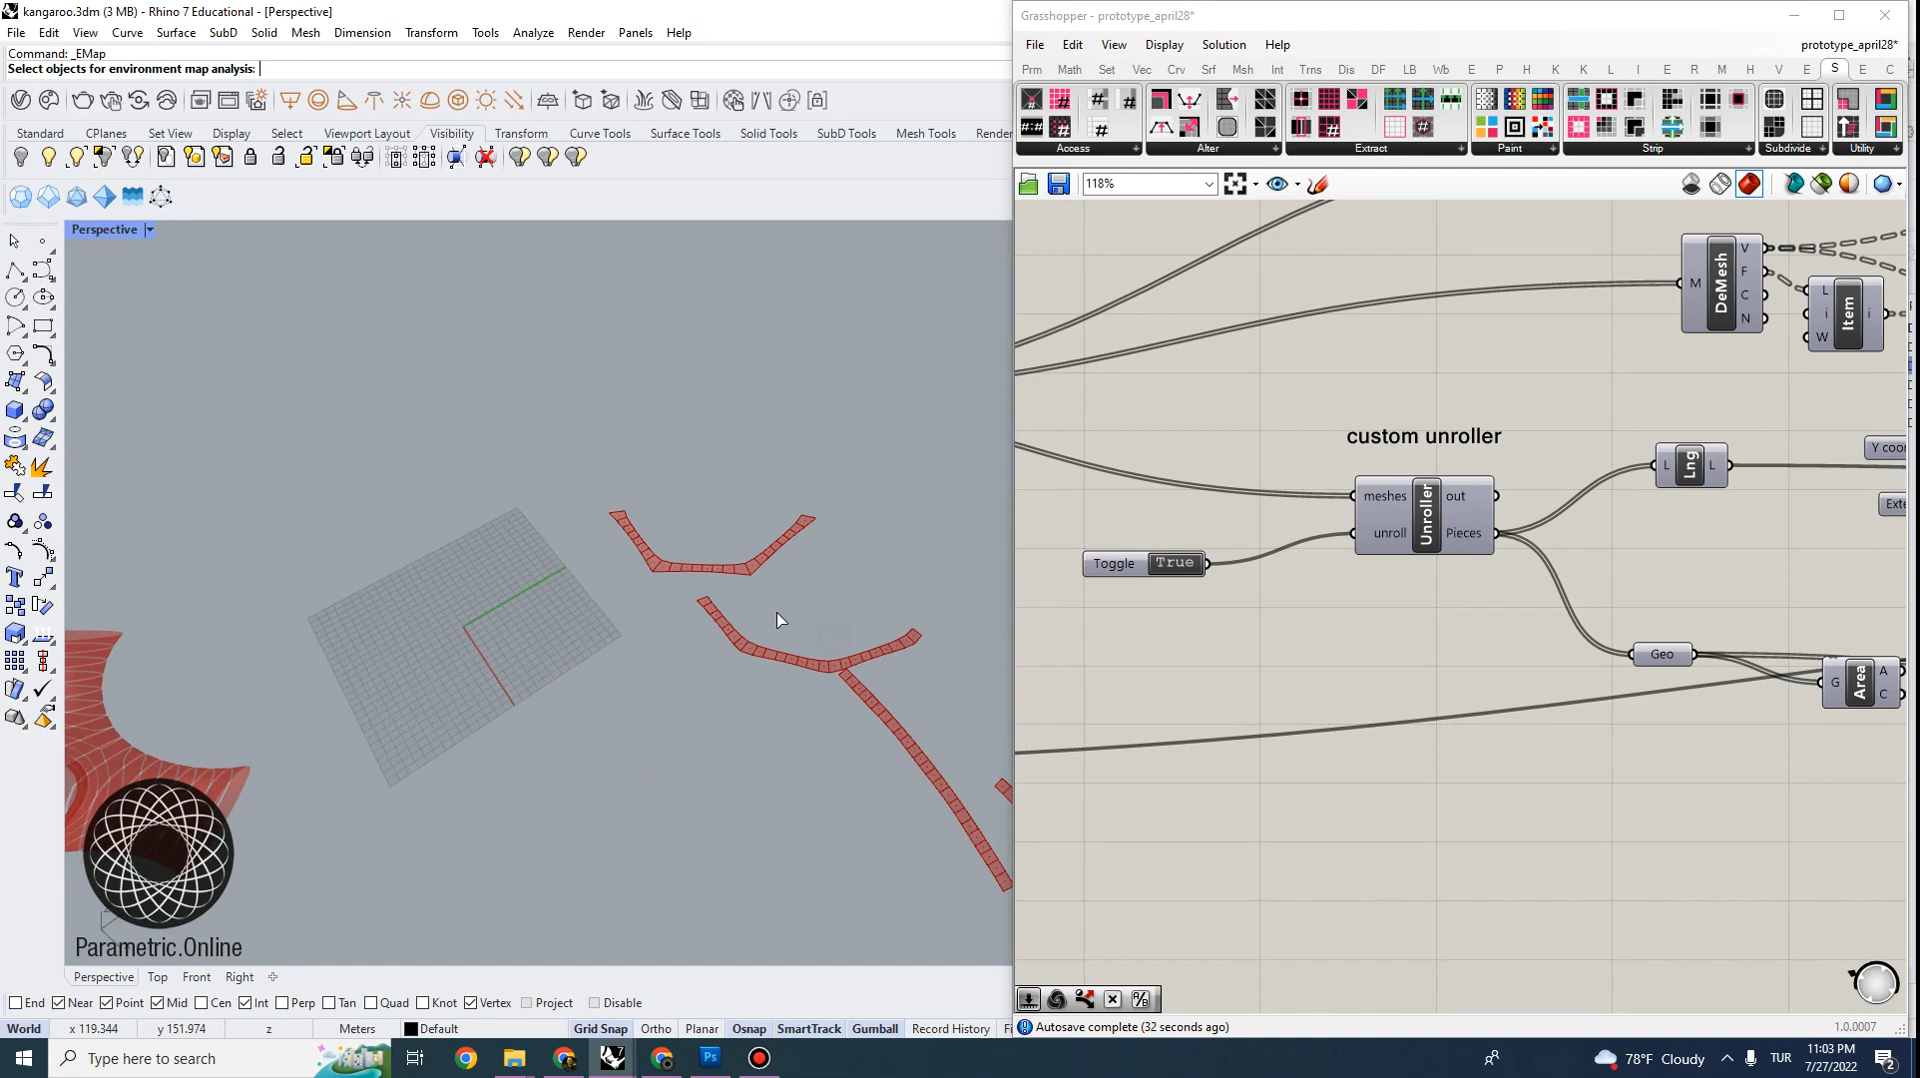 kangaroo.3dm (3 MB) - Rhino 7 Educational - [Perspective]
File Edit View Curve Surface SubD Solid Mesh Dimension Transform Tools Analyze Render Panels Help
Command: _EMap
Select objects for environment map analysis:
Standard CPlanes Set View Display Select Viewport Layout Visibility Transform Curve Tools Surface Tools Solid Tools SubD Tools Mesh Tools Render
Perspective
Parametric.Online
Perspective Top Front Right
End Near Point Mid Cen Int Perp Tan Quad Knot Vertex Project Disable
World x 119.344 y 151.974 z Meters Default Grid Snap Ortho Planar Osnap SmartTrack Gumball Record History Fi
Grasshopper - prototype_april28*
File Edit View Display Solution Help prototype_april28*
Prm Math Set Vec Crv Srf Msh Int Trns Dis DF LB Wb E P H K K L I E R M H V E S E C
Access Alter Extract Paint Strip Subdivide Utility
118%
DeMesh
M V F C N
Item
L i W i
custom unroller
Unroller
meshes out
unroll Pieces
Toggle True
Lng
L L
Y coor
Exte
Geo
Area
G A C
Autosave complete (32 seconds ago) 1.0.0007
Type here to search
78°F Cloudy TUR 11:03 PM
7/27/2022
2